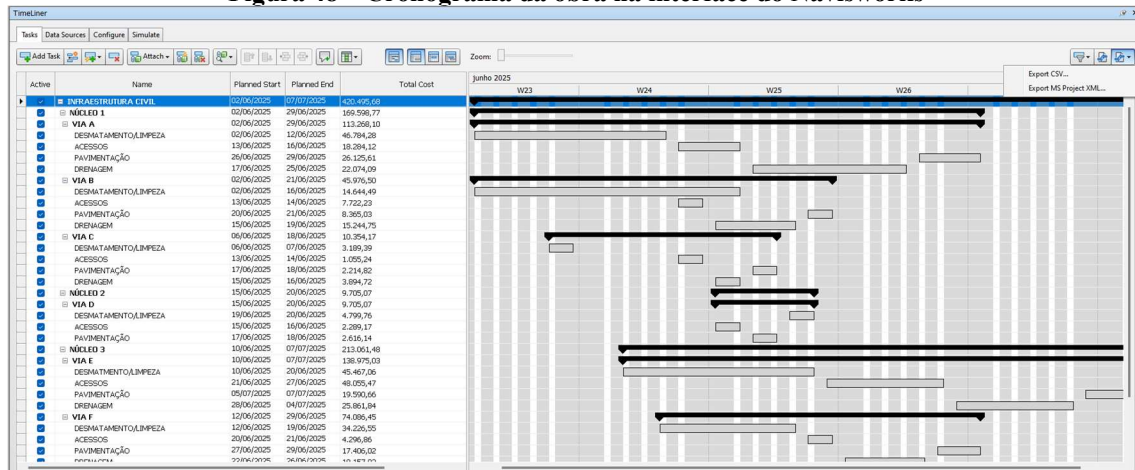 Figura 48 – Cronograma da obra na interface do Navisworks
TimeLiner
Tasks Data Sources Configure Simulate
Add Task Attach Zoom:
Export CSV...
Export MS Project XML...
Active Name Planned Start Planned End Total Cost
junho 2025
W23 W24 W25 W26
INFRAESTRUTURA CIVIL 02/06/2025 07/07/2025 420.495,68
NÚCLEO 1 02/06/2025 29/06/2025 169.598,77
VIA A 02/06/2025 29/06/2025 113.268,10
DESMATAMENTO/LIMPEZA 02/06/2025 12/06/2025 46.784,28
ACESSOS 13/06/2025 16/06/2025 18.284,12
PAVIMENTAÇÃO 26/06/2025 29/06/2025 26.125,61
DRENAGEM 17/06/2025 25/06/2025 22.074,09
VIA B 02/06/2025 21/06/2025 45.976,50
DESMATAMENTO/LIMPEZA 02/06/2025 16/06/2025 14.644,49
ACESSOS 13/06/2025 14/06/2025 7.722,23
PAVIMENTAÇÃO 20/06/2025 21/06/2025 8.365,03
DRENAGEM 15/06/2025 19/06/2025 15.244,75
VIA C 06/06/2025 18/06/2025 10.354,17
DESMATAMENTO/LIMPEZA 06/06/2025 07/06/2025 3.189,39
ACESSOS 13/06/2025 14/06/2025 1.055,24
PAVIMENTAÇÃO 17/06/2025 18/06/2025 2.214,82
DRENAGEM 15/06/2025 16/06/2025 3.894,72
NÚCLEO 2 15/06/2025 20/06/2025 9.705,07
VIA D 15/06/2025 20/06/2025 9.705,07
DESMATAMENTO/LIMPEZA 19/06/2025 20/06/2025 4.799,76
ACESSOS 15/06/2025 16/06/2025 2.289,17
PAVIMENTAÇÃO 17/06/2025 18/06/2025 2.616,14
NÚCLEO 3 10/06/2025 07/07/2025 213.061,48
VIA E 10/06/2025 07/07/2025 138.975,03
DESMATMENTO/LIMPEZA 10/06/2025 20/06/2025 45.467,06
ACESSOS 21/06/2025 27/06/2025 48.055,47
PAVIMENTAÇÃO 05/07/2025 07/07/2025 19.590,66
DRENAGEM 28/06/2025 04/07/2025 25.861,84
VIA F 12/06/2025 29/06/2025 74.086,45
DESMATAMENTO/LIMPEZA 12/06/2025 19/06/2025 34.226,55
ACESSOS 20/06/2025 21/06/2025 4.296,86
PAVIMENTAÇÃO 27/06/2025 29/06/2025 17.406,02
DRENAGEM 22/06/2025 26/06/2025